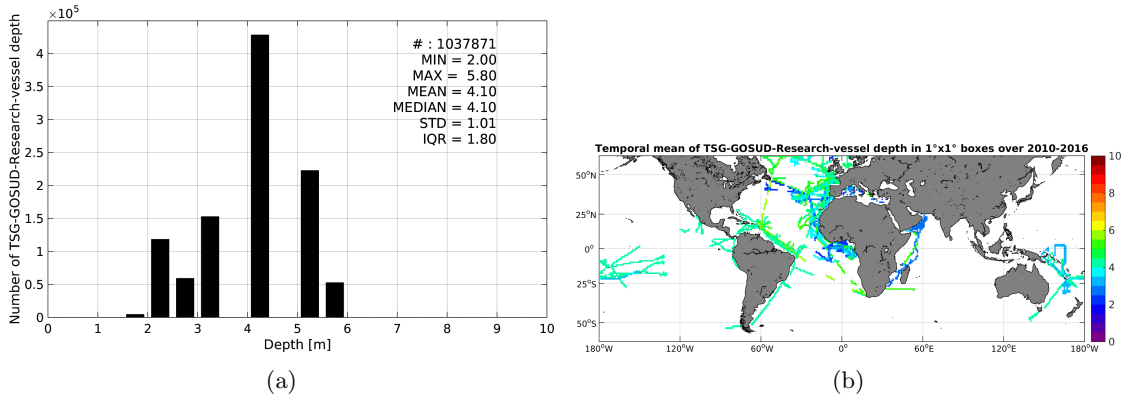 ×10⁵
Number of TSG-GOSUD-Research-vessel depth
4
3.5
3
2.5
2
1.5
1
0.5
0
# : 1037871
MIN = 2.00
MAX = 5.80
MEAN = 4.10
MEDIAN = 4.10
STD = 1.01
IQR = 1.80
0 1 2 3 4 5 6 7 8 9 10
Depth [m]
(a)
Temporal mean of TSG-GOSUD-Research-vessel depth in 1°x1° boxes over 2010-2016
50°N
25°N
0°
25°S
50°S
180°W 120°W 60°W 0° 60°E 120°E 180°W
10
8
6
4
2
0
(b)